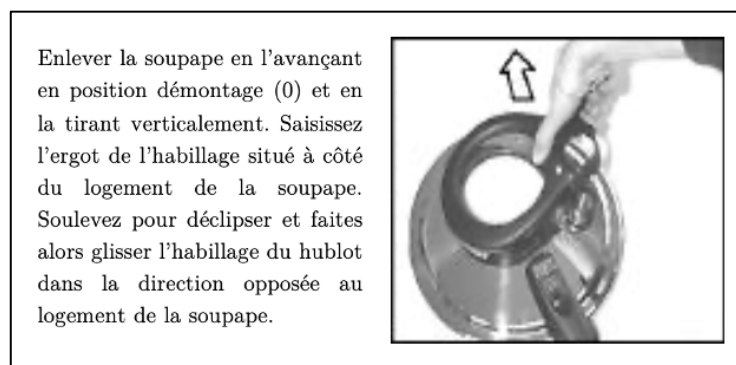 Enlever la soupape en l'avançant
en position démontage (0) et en
la tirant verticalement. Saisissez
l'ergot de l'habillage situé à côté
du logement de la soupape.
Soulevez pour déclipser et faites
alors glisser l'habillage du hublot
dans la direction opposée au
logement de la soupape.